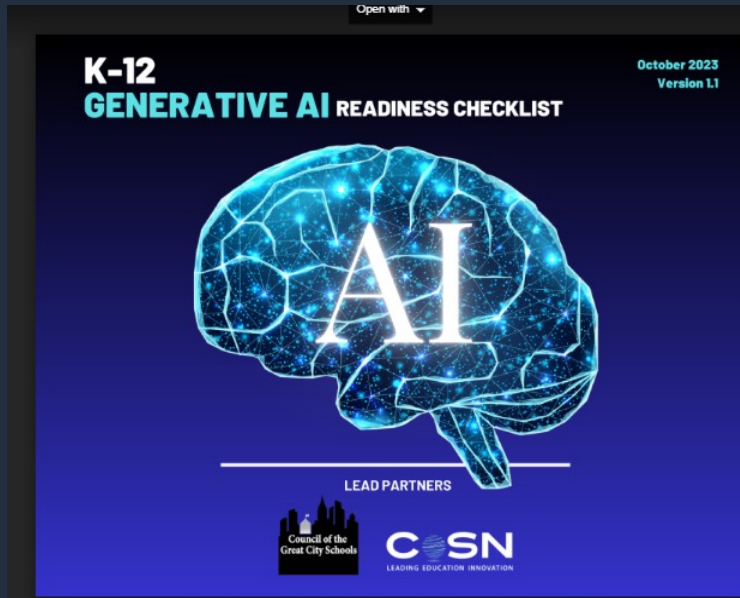 Open with
K-12
GENERATIVE AI READINESS CHECKLIST
October 2023
Version 1.1
AI
LEAD PARTNERS
Council of the
Great City Schools
COSN
LEADING EDUCATION INNOVATION